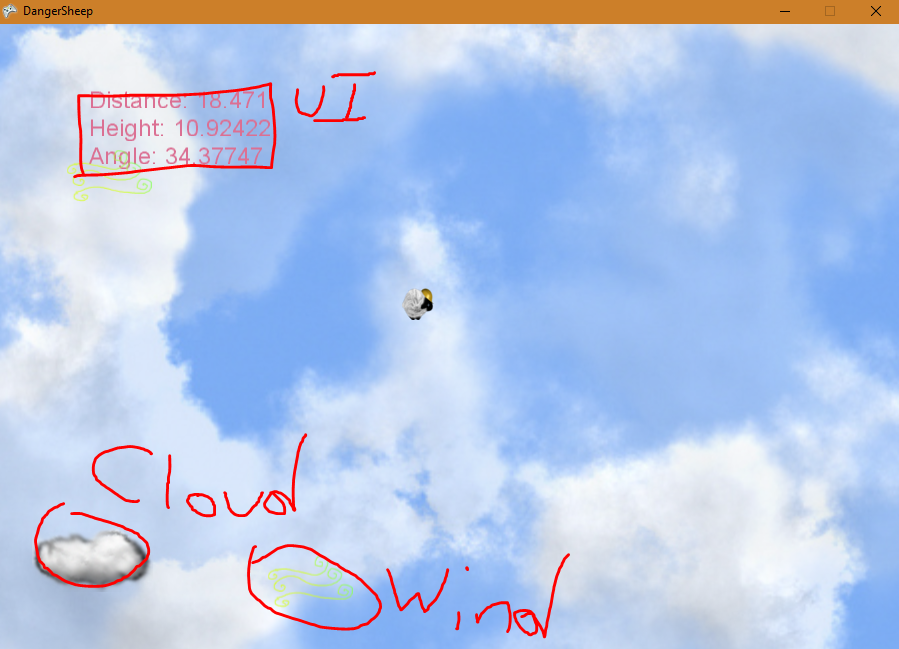 DangerSheep
Distance: 18.471
UI
Height: 10.92422
Angle: 34.37747
Cloud
Wind